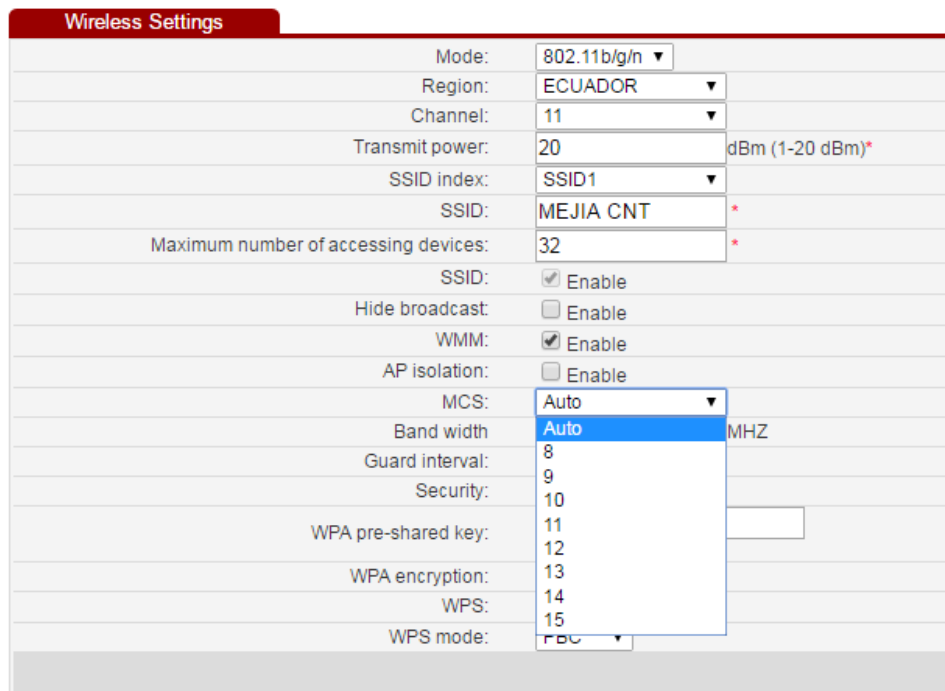 Wireless Settings
Mode: 802.11b/g/n
Region: ECUADOR
Channel: 11
Transmit power: 20 dBm (1-20 dBm)*
SSID index: SSID1
SSID: MEJIA CNT *
Maximum number of accessing devices: 32 *
SSID: Enable
Hide broadcast: Enable
WMM: Enable
AP isolation: Enable
MCS: Auto
Band width Auto MHZ
8
Guard interval: 9
Security: 10
11
WPA pre-shared key: 12
13
WPA encryption:
14
WPS: 15
WPS mode: PBC